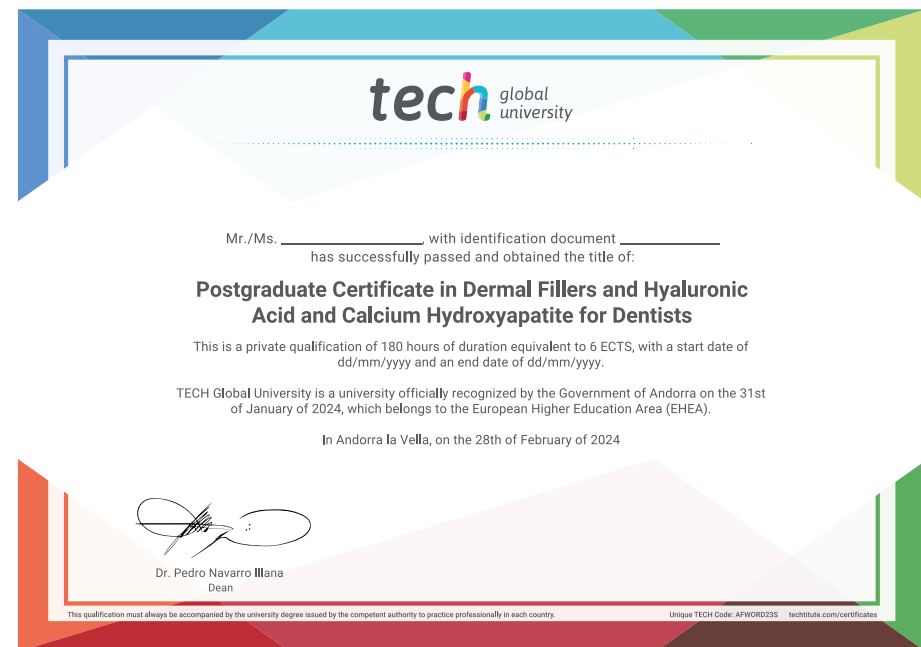 tech global university
Mr./Ms. ____________________, with identification document ______________
has successfully passed and obtained the title of:
Postgraduate Certificate in Dermal Fillers and Hyaluronic
Acid and Calcium Hydroxyapatite for Dentists
This is a private qualification of 180 hours of duration equivalent to 6 ECTS, with a start date of
dd/mm/yyyy and an end date of dd/mm/yyyy.
TECH Global University is a university officially recognized by the Government of Andorra on the 31st
of January of 2024, which belongs to the European Higher Education Area (EHEA).
In Andorra la Vella, on the 28th of February of 2024
Dr. Pedro Navarro Illana
Dean
This qualification must always be accompanied by the university degree issued by the competent authority to practice professionally in each country.
Unique TECH Code: AFWORD23S techtitute.com/certificates